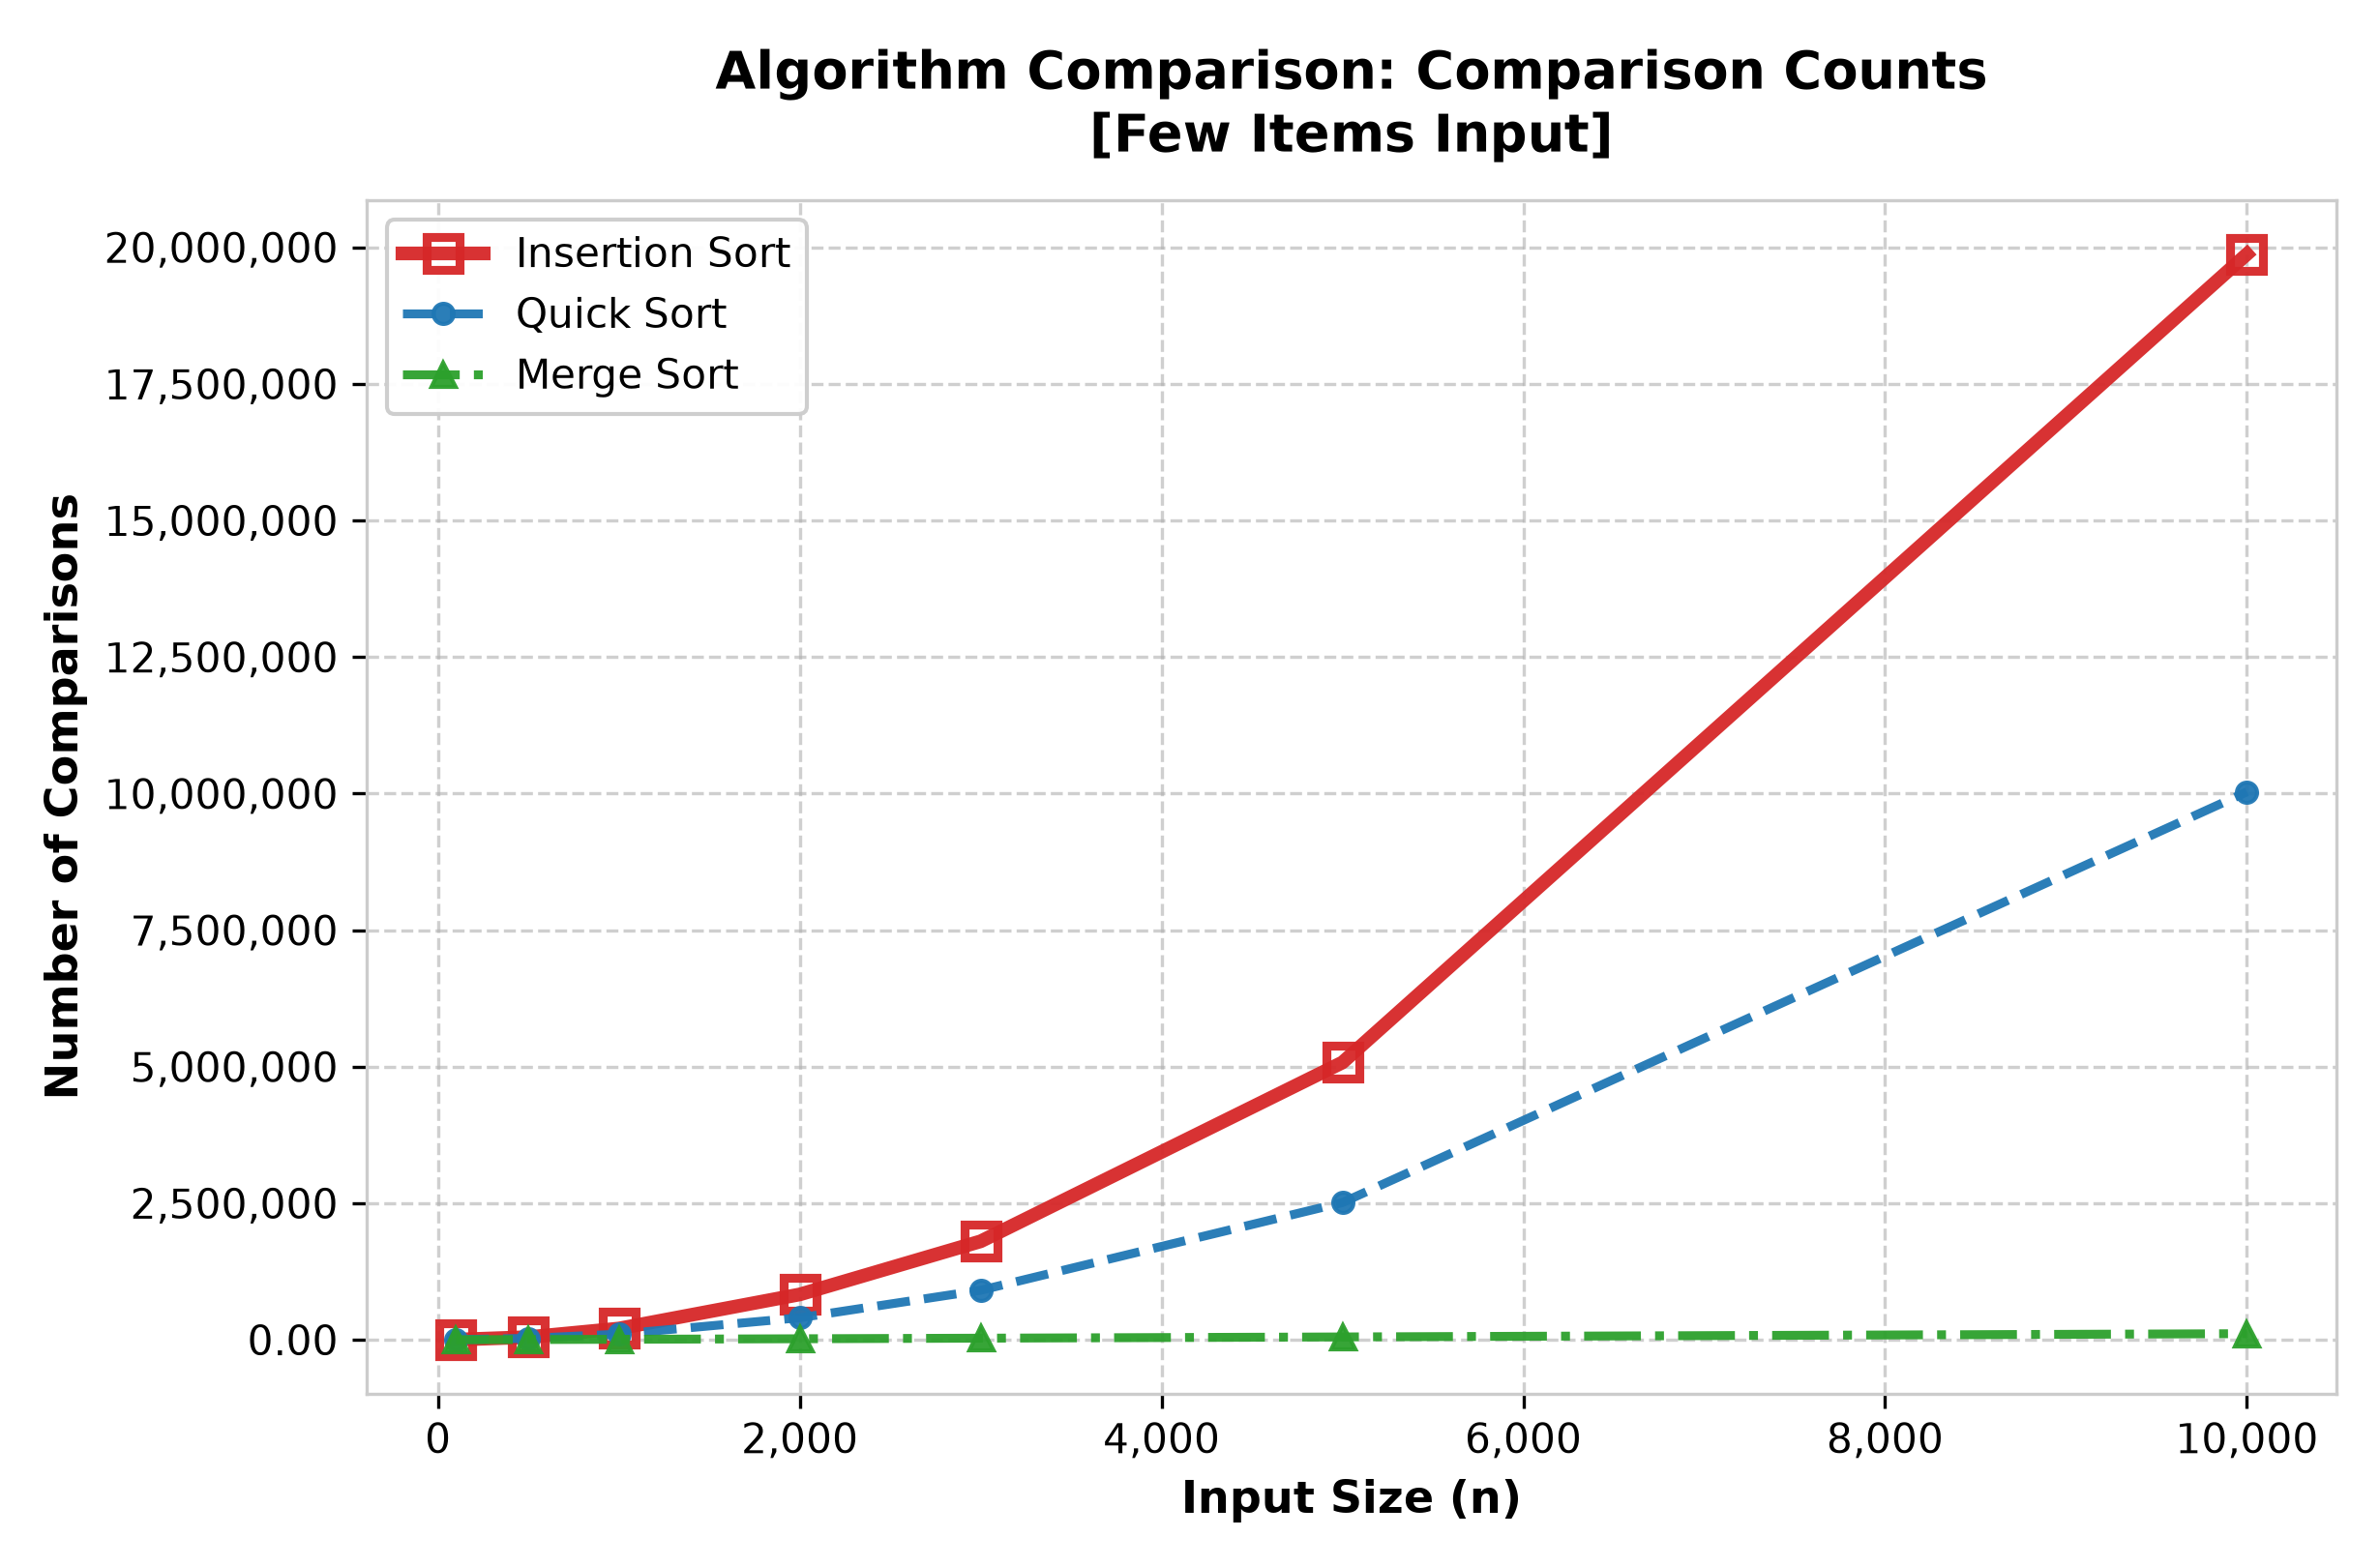 Algorithm Comparison: Comparison Counts
[Few Items Input]
Insertion Sort
Quick Sort
Merge Sort
Number of Comparisons
20,000,000
17,500,000
15,000,000
12,500,000
10,000,000
7,500,000
5,000,000
2,500,000
0.00
0 2,000 4,000 6,000 8,000 10,000
Input Size (n)